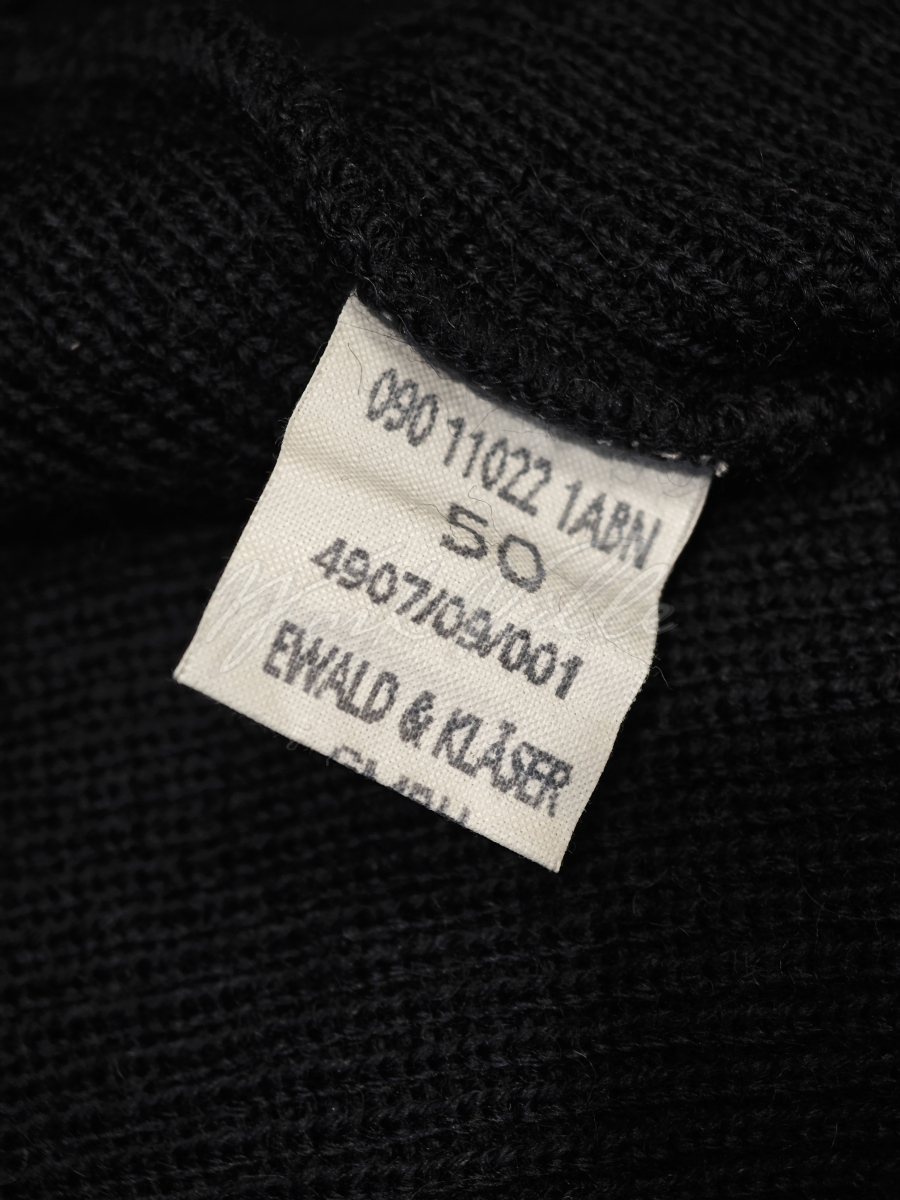 090 11022 1ABN
50
4907/09/001
EWALD & KLÄSER